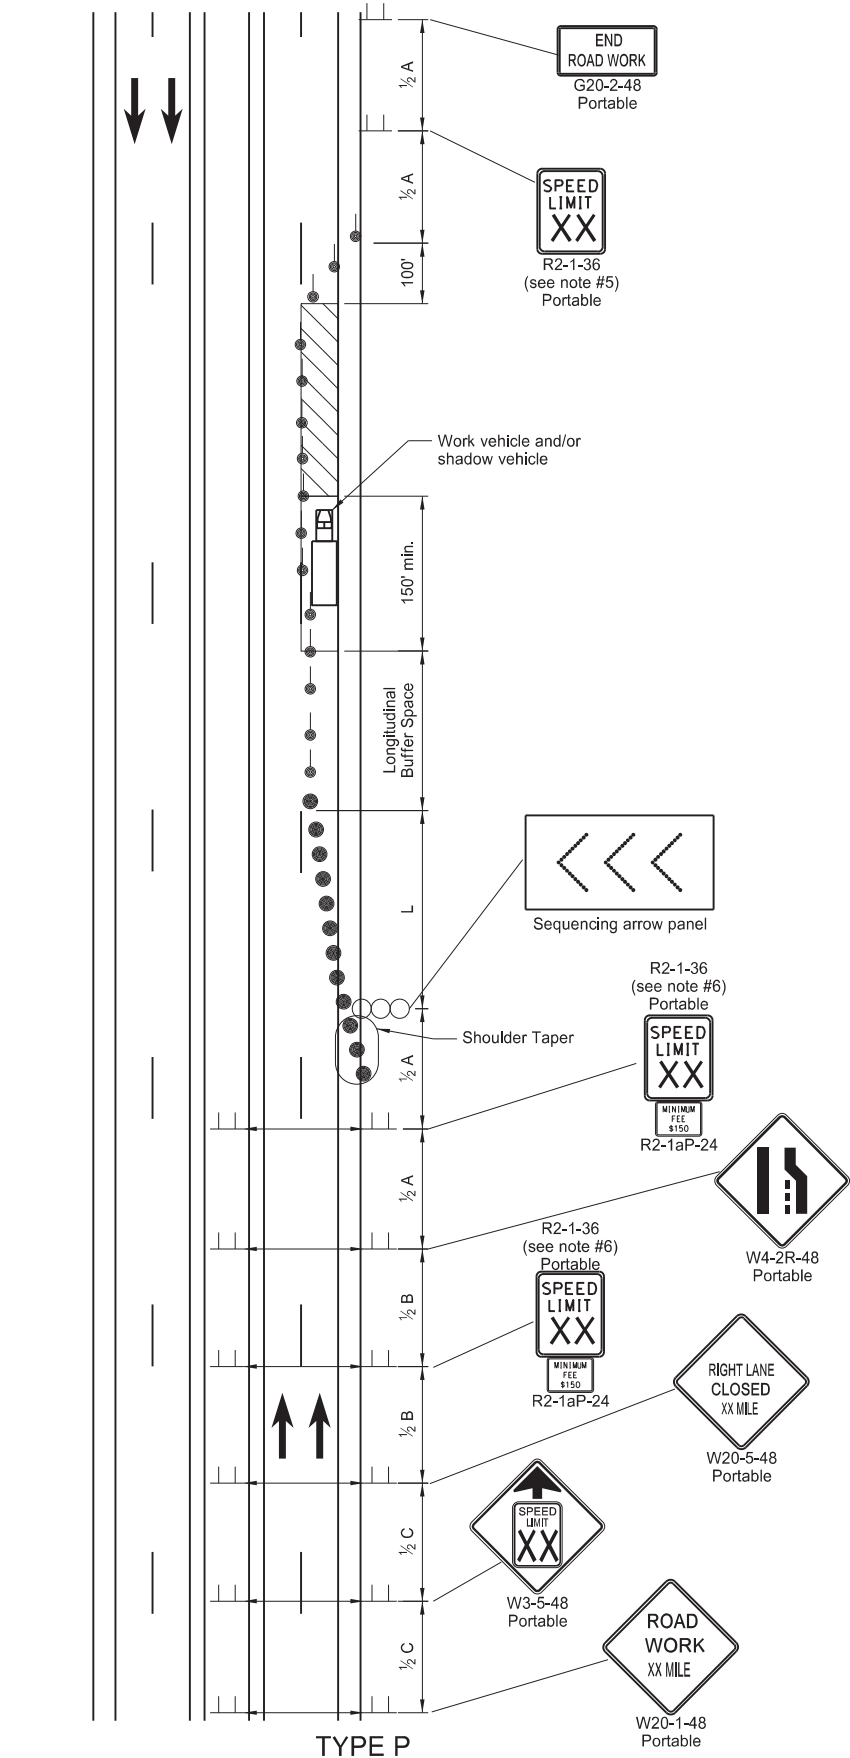 END
ROAD WORK
G20-2-48
Portable
½ A
SPEED
LIMIT
XX
R2-1-36
(see note #5)
Portable
½ A
100'
Work vehicle and/or
shadow vehicle
150' min.
Longitudinal
Buffer Space
L
Sequencing arrow panel
R2-1-36
(see note #6)
Portable
SPEED
LIMIT
XX
MINIMUM
FEE
$150
R2-1aP-24
Shoulder Taper
½ A
W4-2R-48
Portable
½ A
R2-1-36
(see note #6)
Portable
SPEED
LIMIT
XX
MINIMUM
FEE
$150
R2-1aP-24
½ B
RIGHT LANE
CLOSED
XX MILE
W20-5-48
Portable
½ B
SPEED
LIMIT
XX
W3-5-48
Portable
½ C
ROAD
WORK
XX MILE
W20-1-48
Portable
½ C
TYPE P